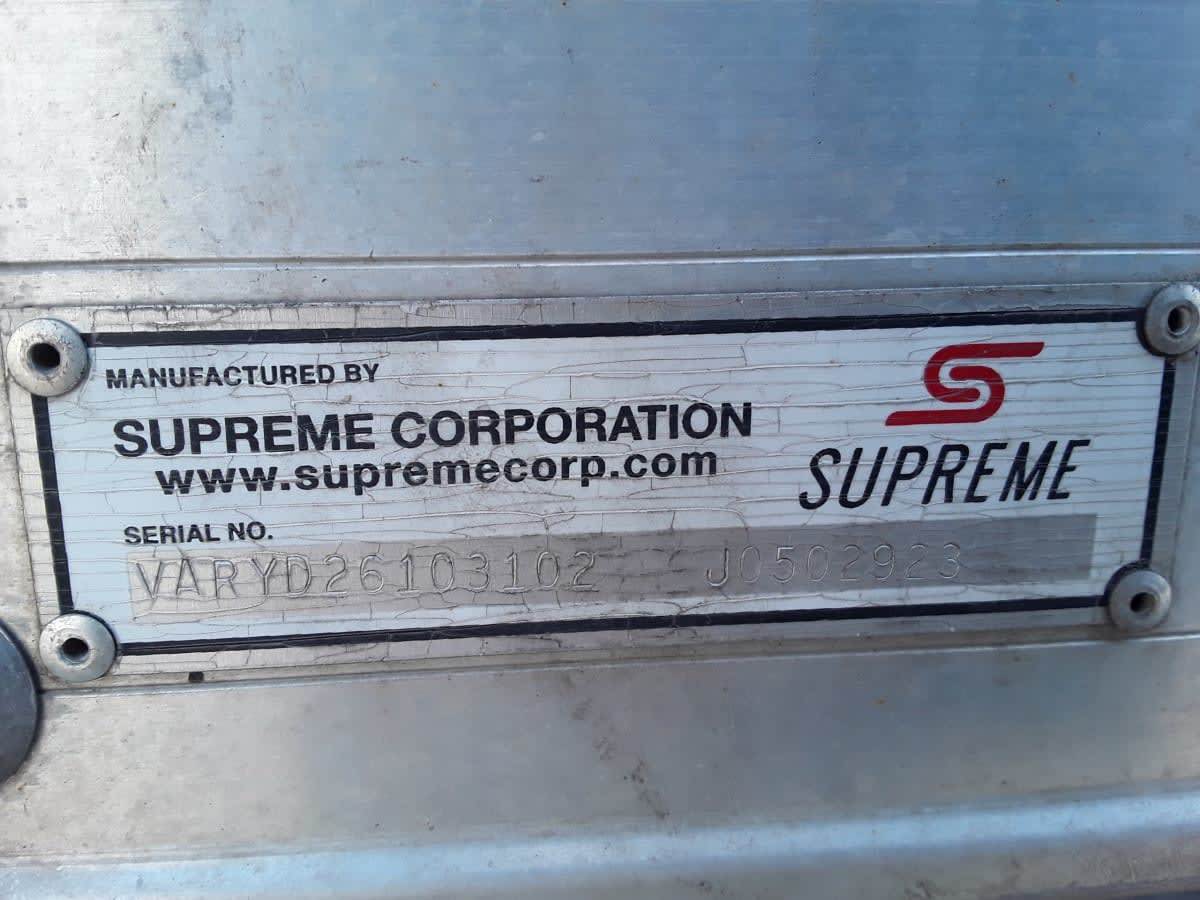 MANUFACTURED BY
SUPREME CORPORATION
www.supremecorp.com
SUPREME
SERIAL NO.
VARYD26103102 J0502923